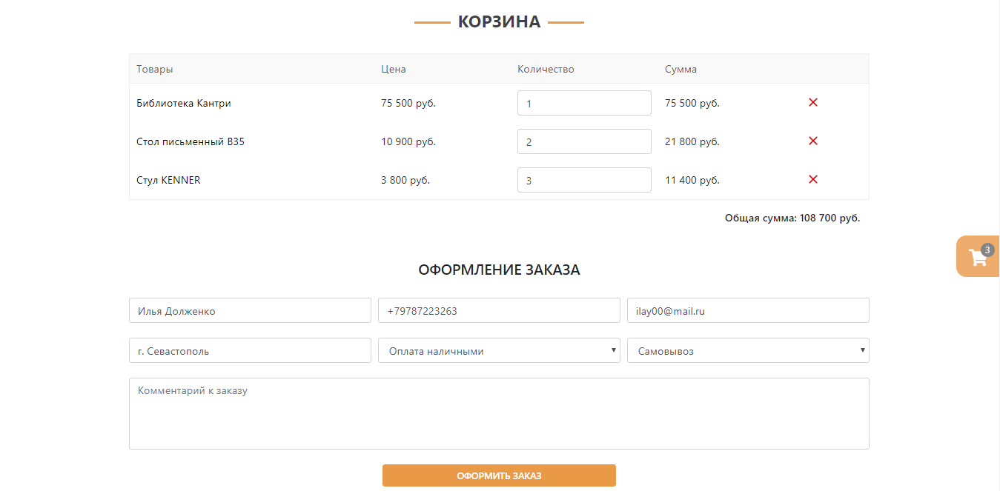 КОРЗИНА
Товары Цена Количество Сумма
Библиотека Кантри 75 500 руб. 1 75 500 руб.
Стол письменный В35 10 900 руб. 2 21 800 руб.
Стул KENNER 3 800 руб. 3 11 400 руб.
Общая сумма: 108 700 руб.
3
ОФОРМЛЕНИЕ ЗАКАЗА
Илья Долженко +79787223263 ilay00@mail.ru
г. Севастополь Оплата наличными Самовывоз
Комментарий к заказу
ОФОРМИТЬ ЗАКАЗ